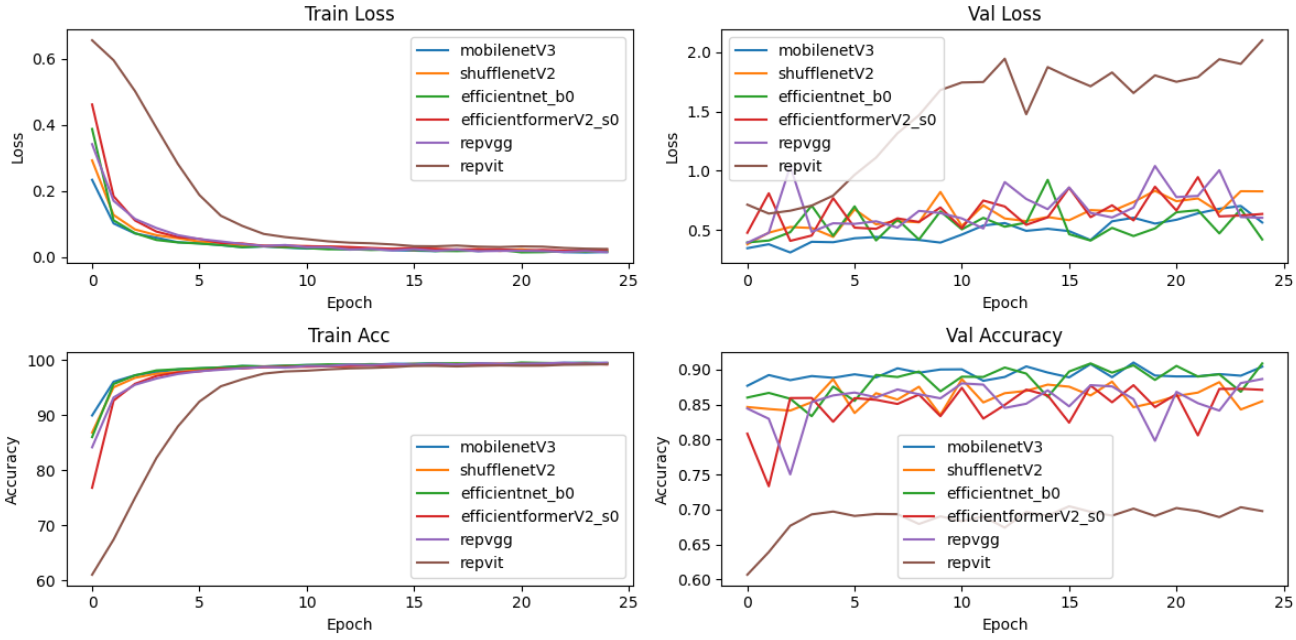 Train Loss
Loss
0.6
0.4
0.2
0.0
mobilenetV3
shufflenetV2
efficientnet_b0
efficientformerV2_s0
repvgg
repvit
0 5 10 15 20 25
Epoch
Val Loss
Loss
2.0
1.5
1.0
0.5
mobilenetV3
shufflenetV2
efficientnet_b0
efficientformerV2_s0
repvgg
repvit
0 5 10 15 20 25
Epoch
Train Acc
Accuracy
100
90
80
70
60
mobilenetV3
shufflenetV2
efficientnet_b0
efficientformerV2_s0
repvgg
repvit
0 5 10 15 20 25
Epoch
Val Accuracy
Accuracy
0.90
0.85
0.80
0.75
0.70
0.65
0.60
mobilenetV3
shufflenetV2
efficientnet_b0
efficientformerV2_s0
repvgg
repvit
0 5 10 15 20 25
Epoch